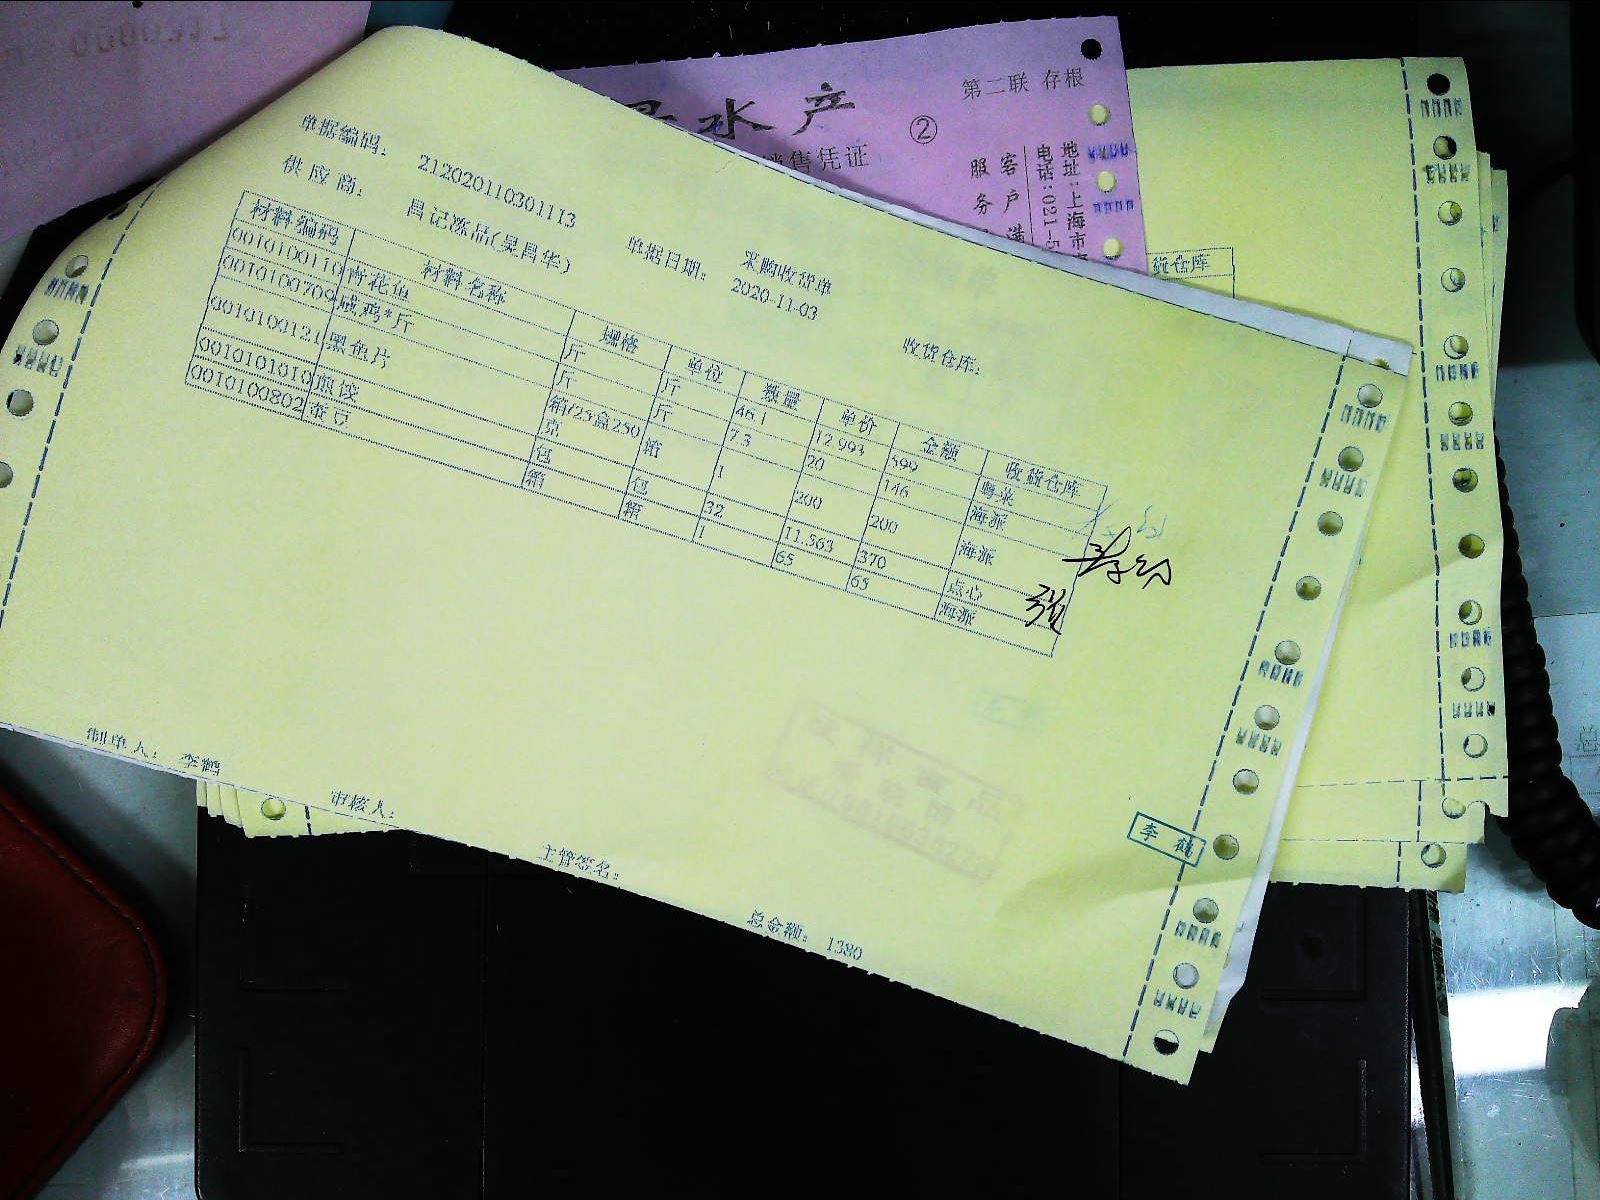 第二联 存根
水产
②
销售凭证
服务
客户
地址:上海市
电话:021-5
货仓库
采购收货单
单据编码: 212020110301113
供应商: 昌记冻品(吴昌华)
单据日期: 2020-11-03
收货仓库:
材料编码 材料名称 规格 单位 数量 单价 金额 收货仓库
0010100110 青花鱼 斤 斤 46.1 12.993 599 粤菜
0010100709 咸鸡*斤 斤 斤 7.3 20 146 海派
0010100121 黑鱼片 箱/25盒250克 箱 1 200 200 海派
0010101010 煎饺 包 包 32 11.563 370 点心
0010100802 蚕豆 箱 箱 1 65 65 海派
制单人: 李鹤
审核人:
主管签名:
总金额: 1380
李鹤